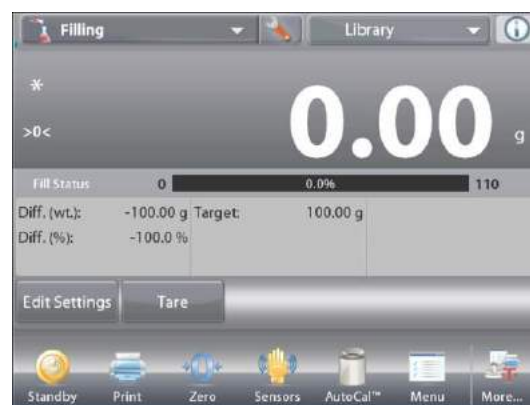 Filling Library
*
>0<
0.00 g
Fill Status 0 0.0% 110
Diff. (wt.): -100.00 g Target: 100.00 g
Diff. (%): -100.0 %
Edit Settings Tare
Standby Print Zero Sensors AutoCal™ Menu More...